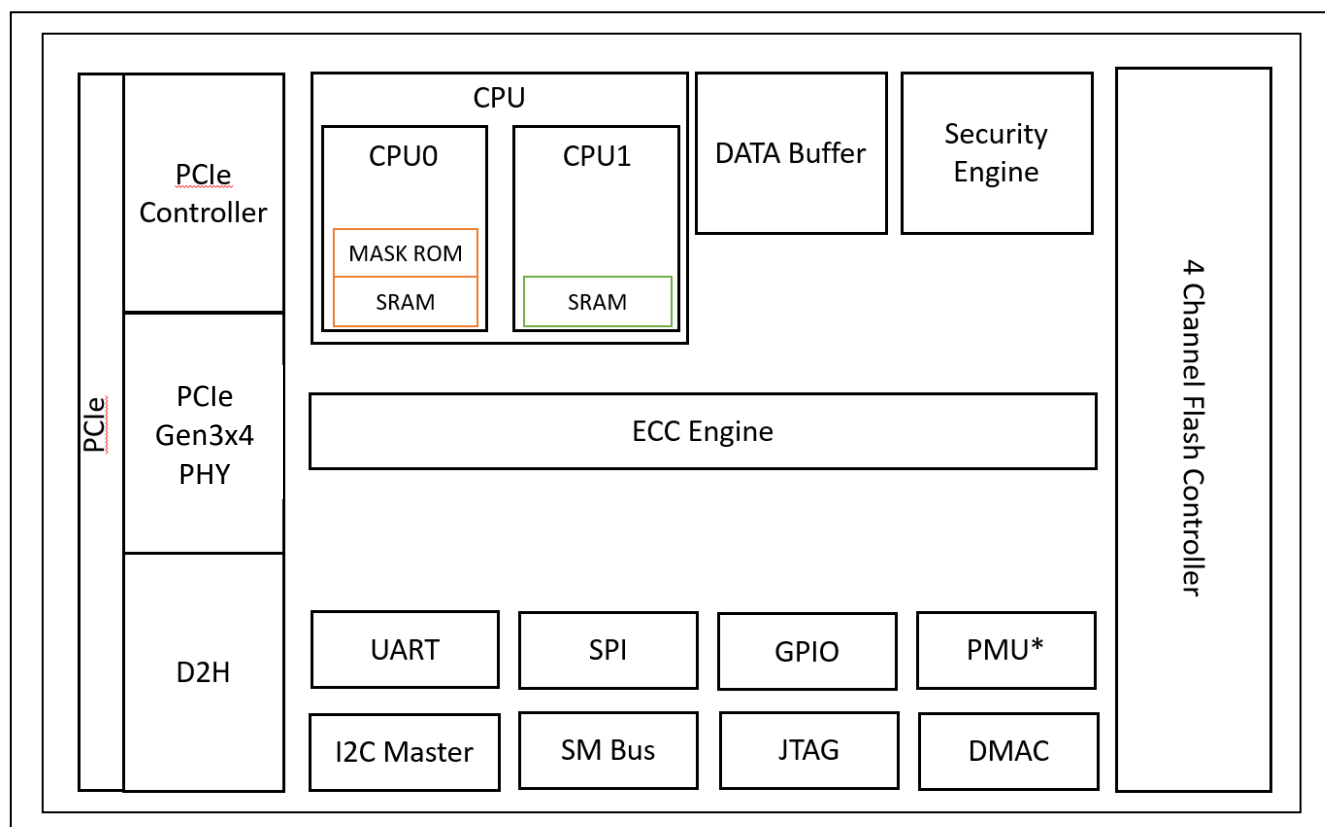 PCIe
PCIe
Controller
PCIe
Gen3x4
PHY
D2H
CPU
CPU0
MASK ROM
SRAM
CPU1
SRAM
DATA Buffer
Security
Engine
ECC Engine
UART
SPI
GPIO
PMU*
I2C Master
SM Bus
JTAG
DMAC
4 Channel Flash Controller